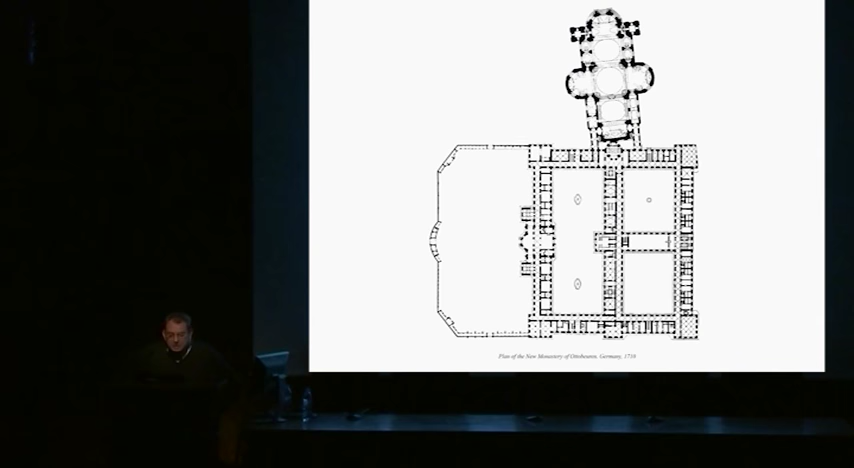 Plan of the New Monastery of Ottobeuren, Germany, 1716